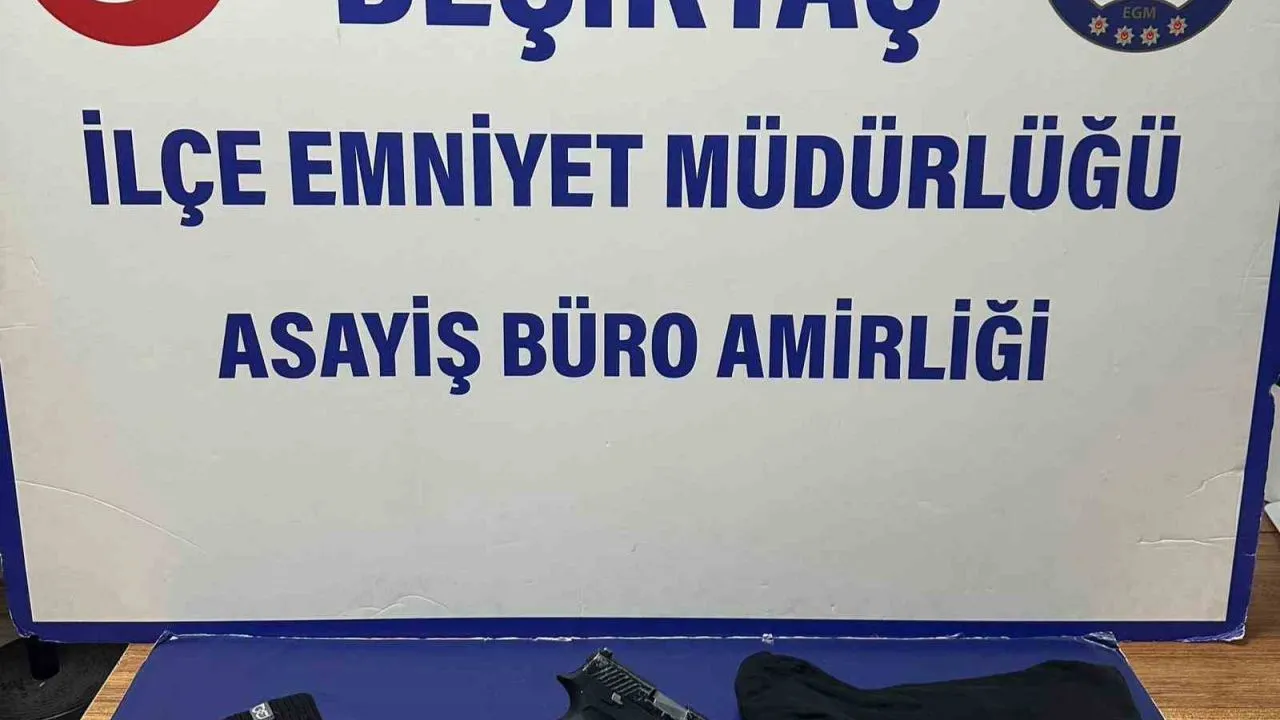 BEŞİKTAŞ
EGM
İLÇE EMNİYET MÜDÜRLÜĞÜ
ASAYİŞ BÜRO AMİRLİĞİ